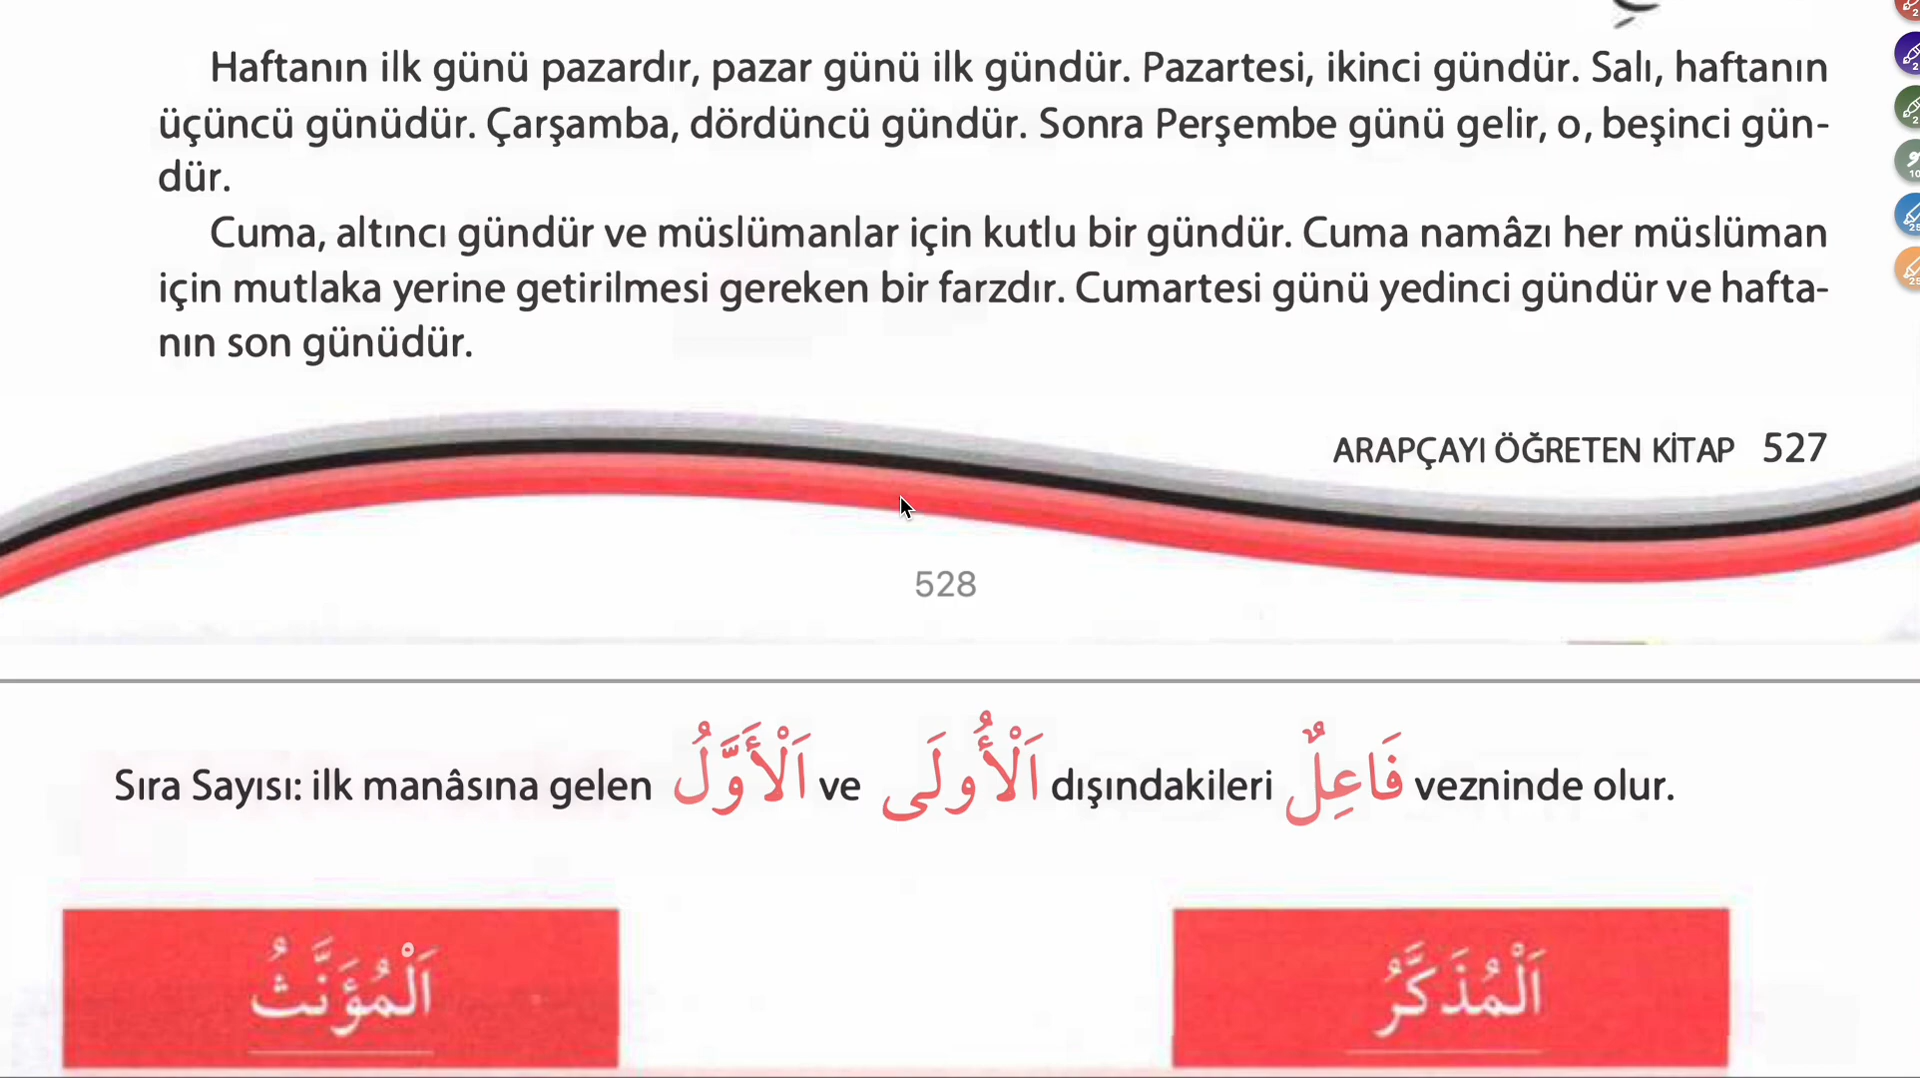 Haftanın ilk günü pazardır, pazar günü ilk gündür. Pazartesi, ikinci gündür. Salı, haftanın
üçüncü günüdür. Çarşamba, dördüncü gündür. Sonra Perşembe günü gelir, o, beşinci gün-
dür.
Cuma, altıncı gündür ve müslümanlar için kutlu bir gündür. Cuma namâzı her müslüman
için mutlaka yerine getirilmesi gereken bir farzdır. Cumartesi günü yedinci gündür ve hafta-
nın son günüdür.
ARAPÇAYI ÖĞRETEN KİTAP 527
528
Sıra Sayısı: ilk manâsına gelen اَلْأَوَّلُ ve اَلْأُولَى dışındakileri فَاعِلٌ vezninde olur.
اَلْمُذَكَّرُ
اَلْمُؤَنَّثُ